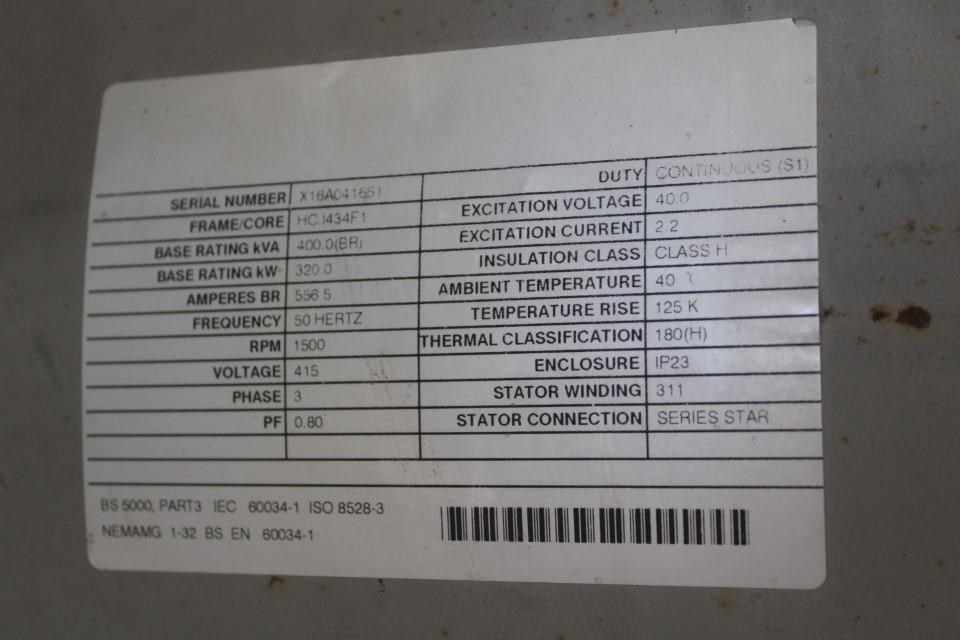 SERIAL NUMBER X16A041651
FRAME/CORE HCI434F1
BASE RATING kVA 400.0(BR)
BASE RATING kW 320.0
AMPERES BR 556.5
FREQUENCY 50 HERTZ
RPM 1500
VOLTAGE 415
PHASE 3
PF 0.80
DUTY CONTINUOUS (S1)
EXCITATION VOLTAGE 40.0
EXCITATION CURRENT 2.2
INSULATION CLASS CLASS H
AMBIENT TEMPERATURE 40
TEMPERATURE RISE 125 K
THERMAL CLASSIFICATION 180(H)
ENCLOSURE IP23
STATOR WINDING 311
STATOR CONNECTION SERIES STAR
BS 5000, PART3 IEC 60034-1 ISO 8528-3
NEMAMG 1-32 BS EN 60034-1